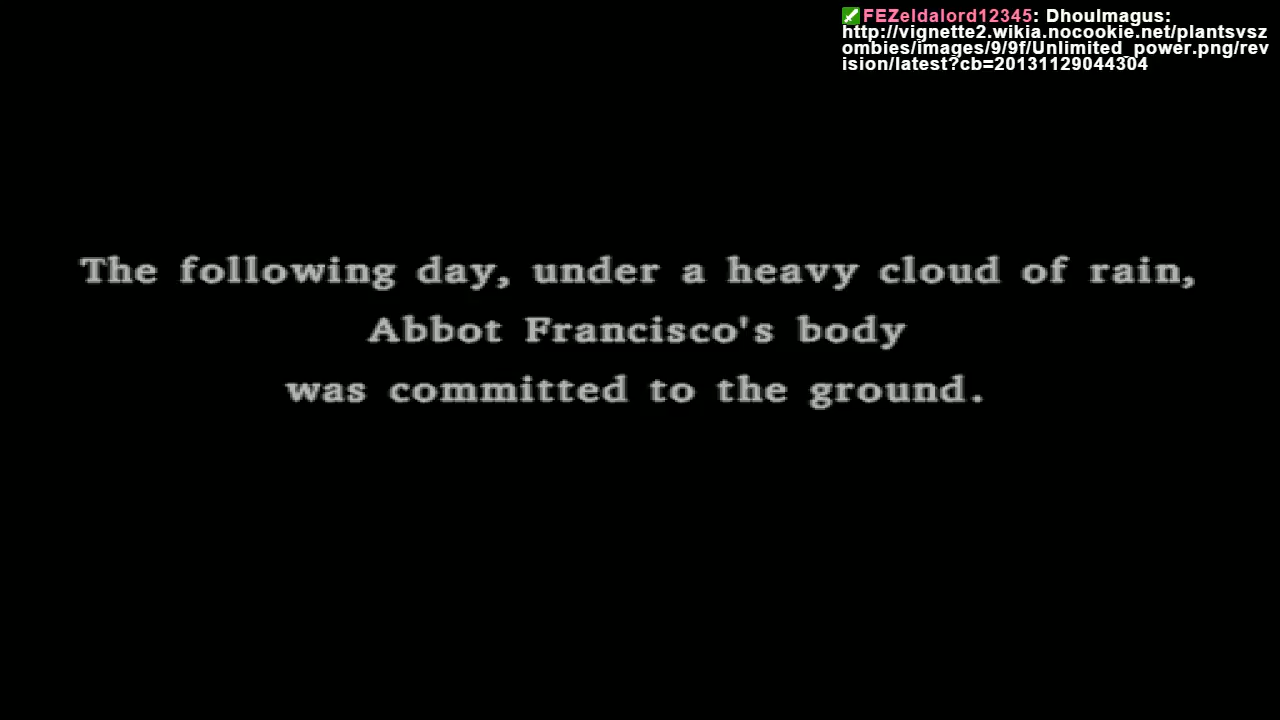 FEZeldalord12345: Dhoulmagus:
http://vignette2.wikia.nocookie.net/plantsvsz
ombies/images/9/9f/Unlimited_power.png/rev
ision/latest?cb=20131129044304
The following day, under a heavy cloud of rain,
Abbot Francisco's body
was committed to the ground.